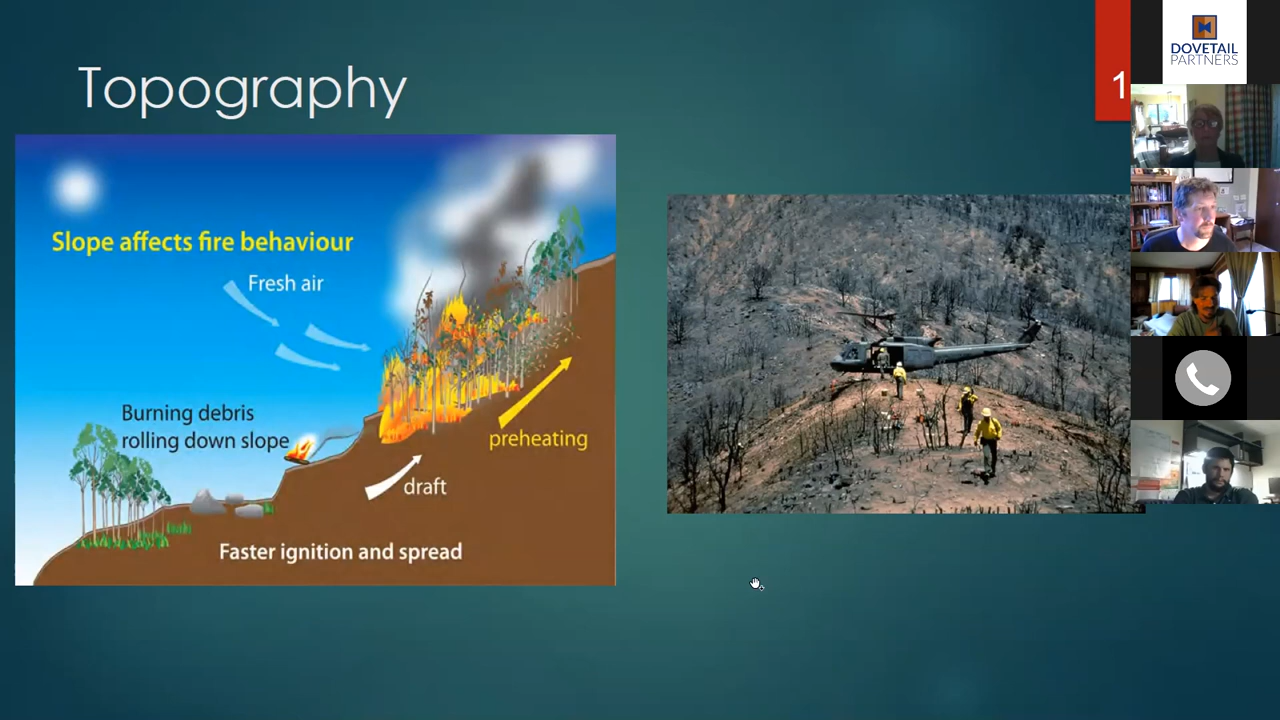 Topography
1
DOVETAIL
PARTNERS
Slope affects fire behaviour
Fresh air
Burning debris
rolling down slope
preheating
draft
Faster ignition and spread